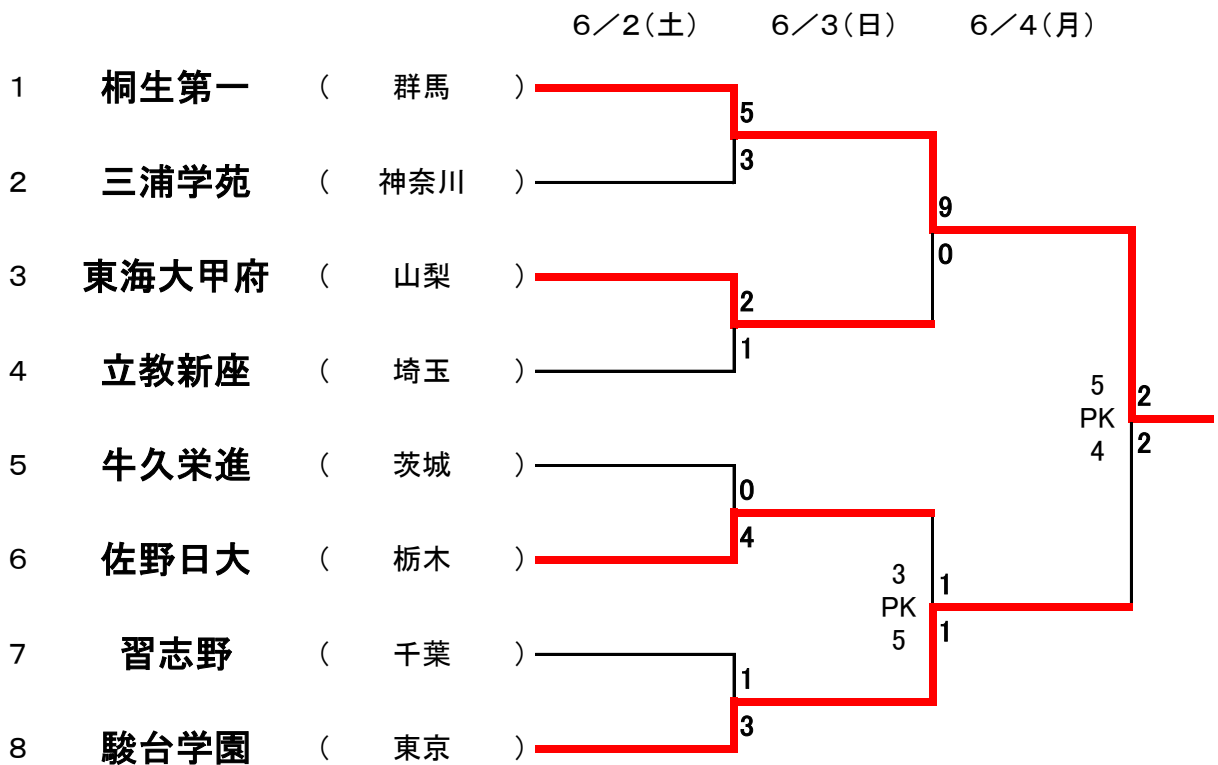 6／2(土) 6／3(日) 6／4(月)
1 桐生第一 ( 群馬 )
5
2 三浦学苑 ( 神奈川 )
3
9
0
3 東海大甲府 ( 山梨 )
2
4 立教新座 ( 埼玉 )
1
5
PK
4
2
2
5 牛久栄進 ( 茨城 )
0
6 佐野日大 ( 栃木 )
4
3
PK
5
1
1
7 習志野 ( 千葉 )
1
8 駿台学園 ( 東京 )
3